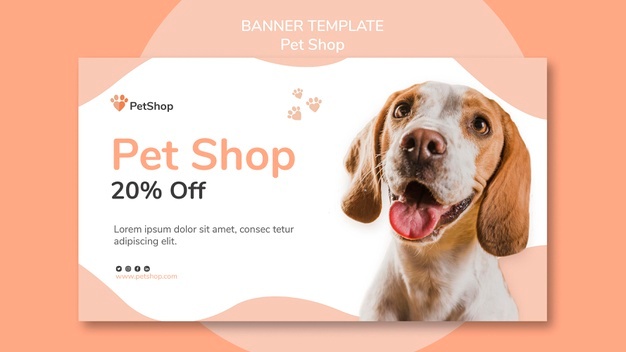 BANNER TEMPLATE
Pet Shop
PetShop
Pet Shop
20% Off
Lorem ipsum dolor sit amet, consec tetur
adipiscing elit.
www.petshop.com